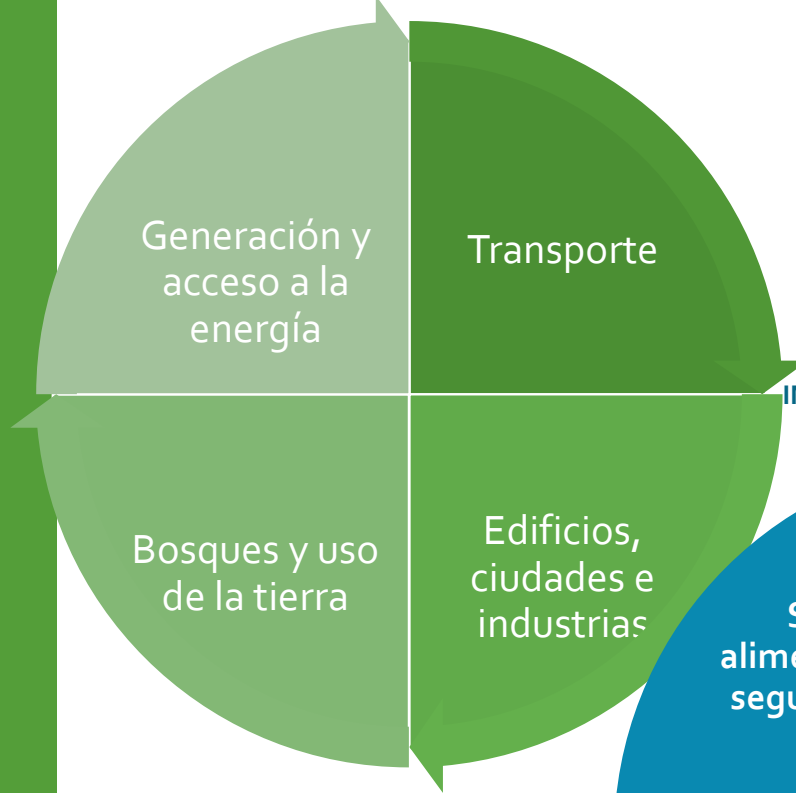 Generación y
acceso a la
energía
Transporte
Bosques y uso
de la tierra
Edificios,
ciudades e
industrias